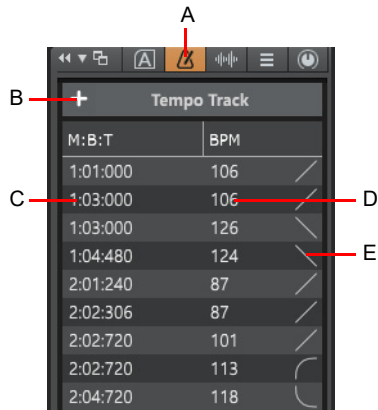 A
A
B
Tempo Track
M:B:T BPM
1:01:000 106
C 1:03:000 106 D
1:03:000 126
1:04:480 124 E
2:01:240 87
2:02:306 87
2:02:720 101
2:02:720 113
2:04:720 118